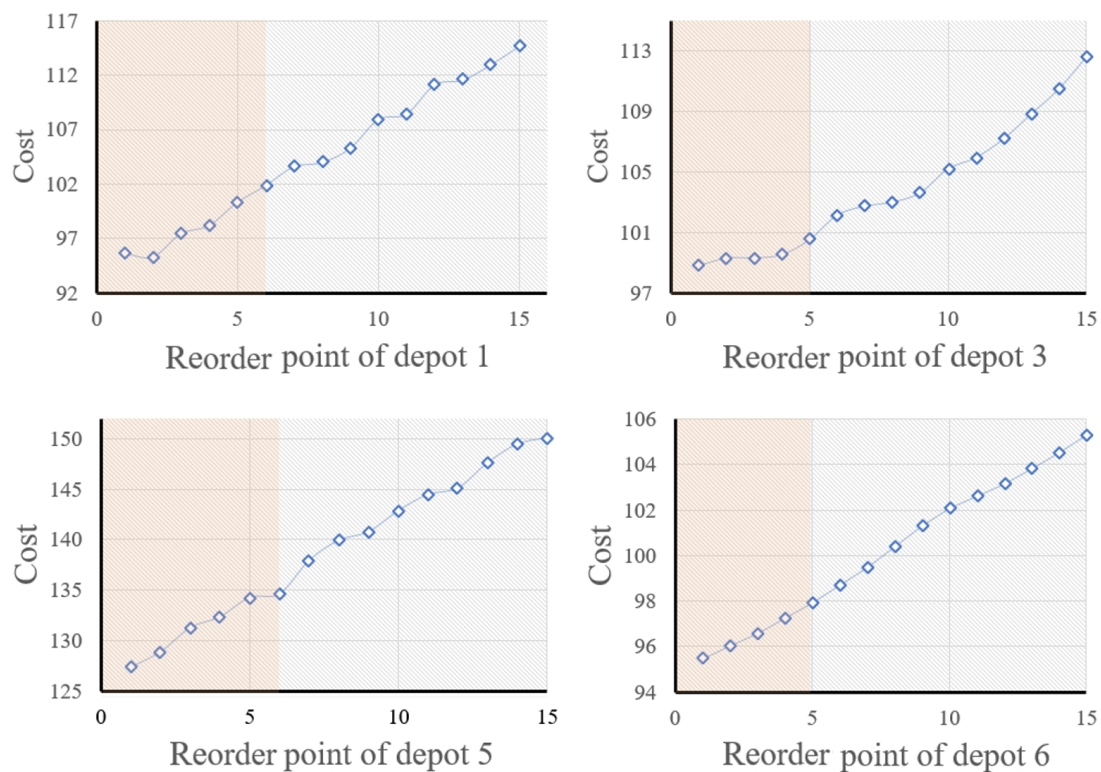 117
112
107
102
97
92
Cost
0 5 10 15
Reorder point of depot 1
113
109
105
101
97
Cost
0 5 10 15
Reorder point of depot 3
150
145
140
135
130
125
Cost
0 5 10 15
Reorder point of depot 5
106
104
102
100
98
96
94
Cost
0 5 10 15
Reorder point of depot 6